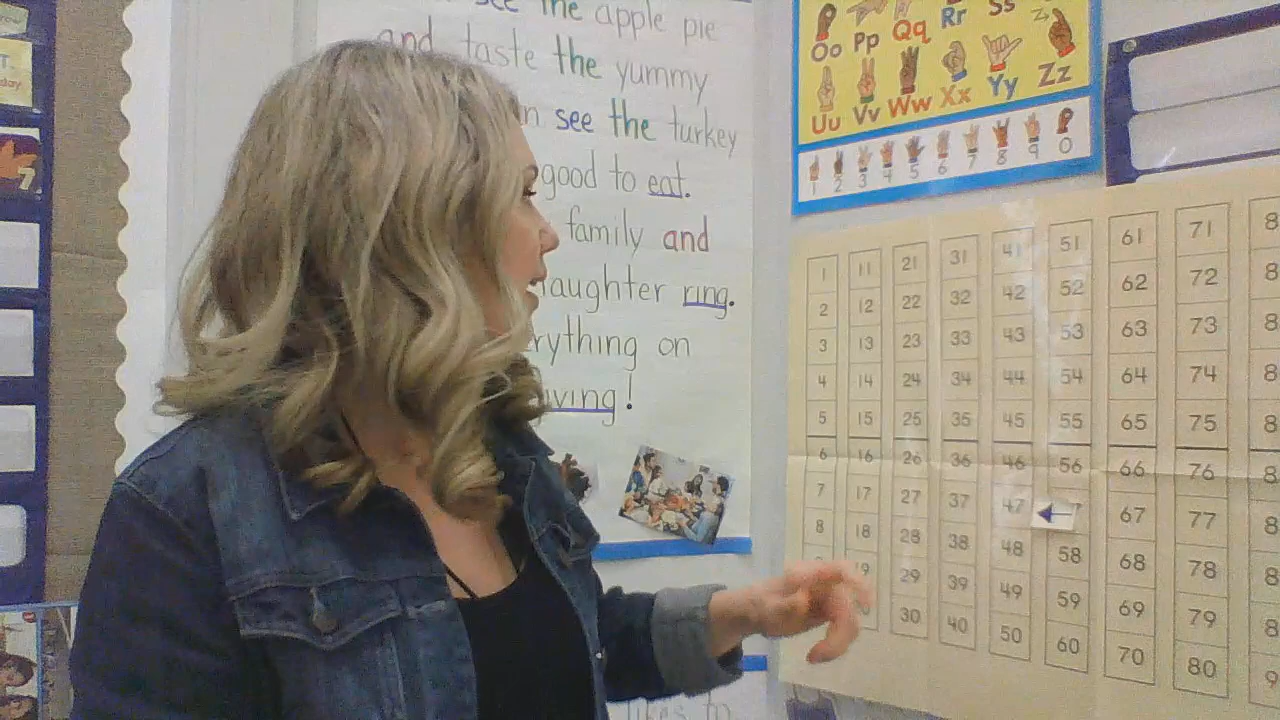 see the apple pie
and taste the yummy
see the turkey
good to eat.
family and
laughter ring.
on
!
likes to
T.
7
Oo Pp Qq Rr Ss
Uu Vv Ww Xx Yy Zz
1 2 3 4 5 6 7 8 9 0
1 11 21 31 41 51 61 71
2 12 22 32 42 52 62 72
3 13 23 33 43 53 63 73
4 14 24 34 44 54 64 74
5 15 25 35 45 55 65 75
6 16 26 36 46 56 66 76
7 17 27 37 47 67 77
8 18 28 38 48 58 68 78
29 39 49 59 69 79
30 40 50 60 70 80